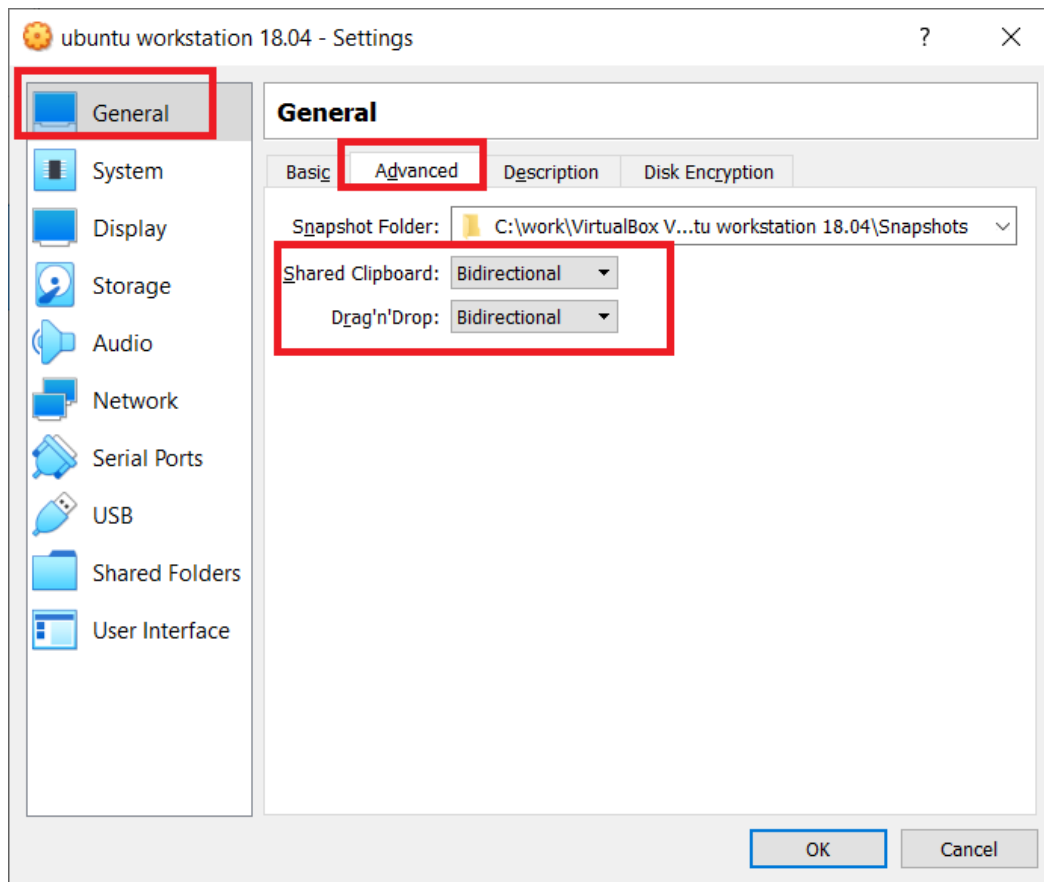 ubuntu workstation 18.04 - Settings
?
General
System
Display
Storage
Audio
Network
Serial Ports
USB
Shared Folders
User Interface
General
Basic Advanced Description Disk Encryption
Snapshot Folder: C:\work\VirtualBox V...tu workstation 18.04\Snapshots
Shared Clipboard: Bidirectional
Drag'n'Drop: Bidirectional
OK Cancel